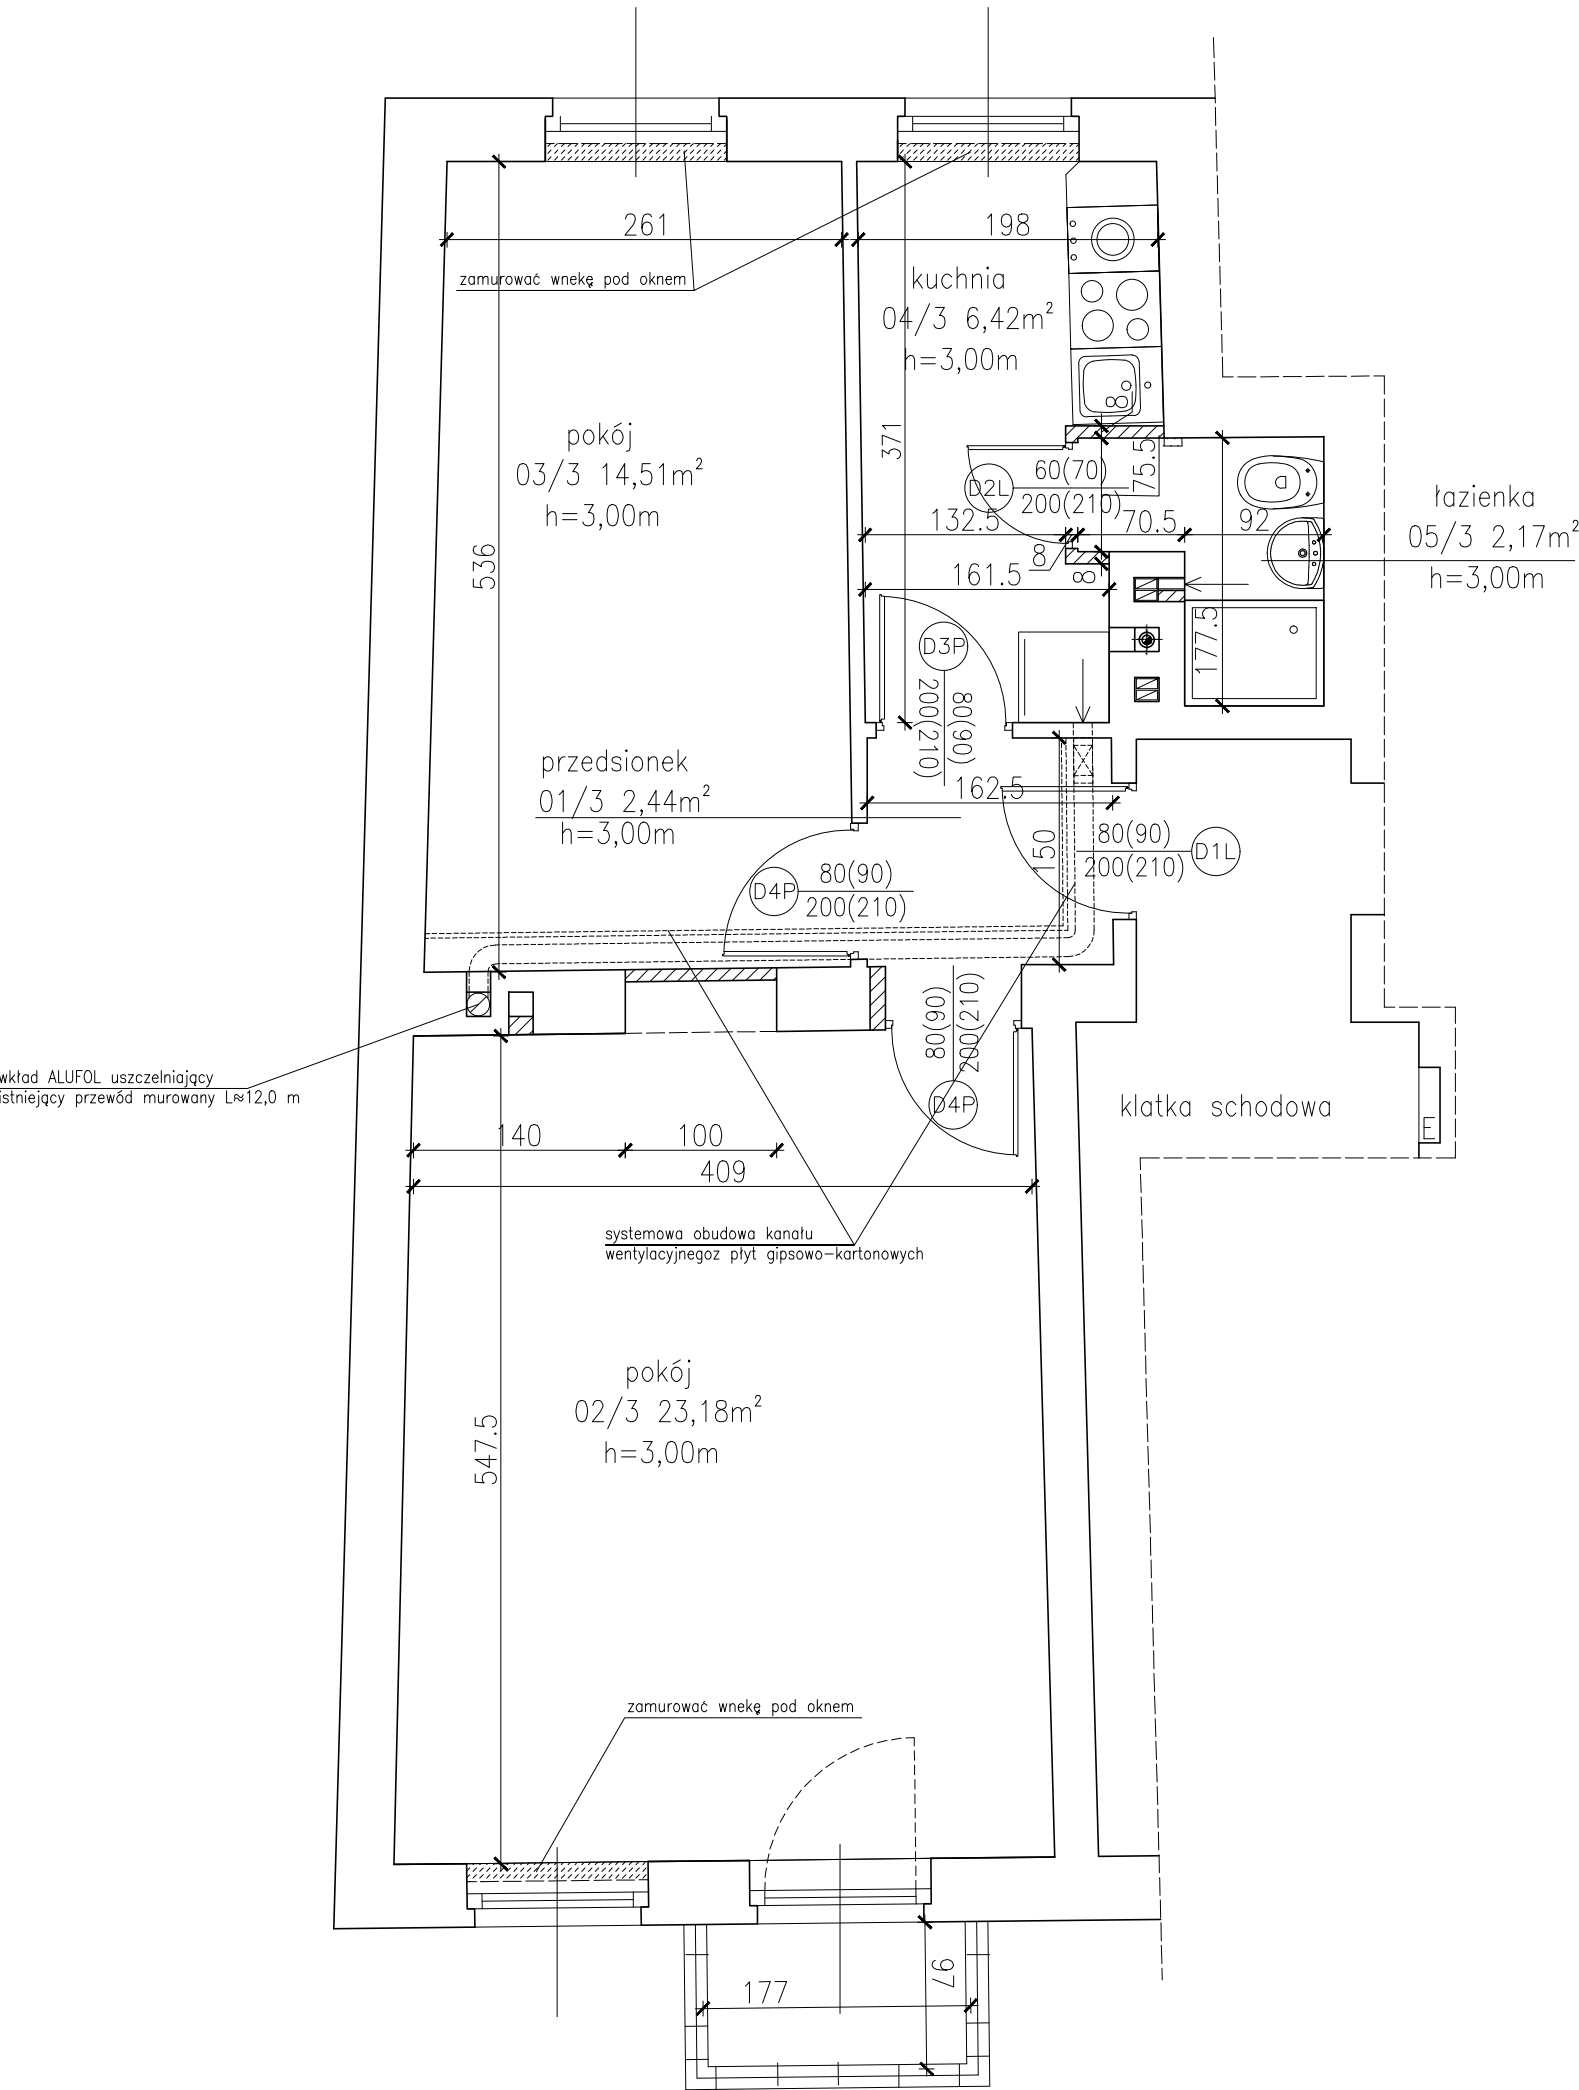 261
198
zamurować wnekę pod oknem
kuchnia
04/3 6,42m²
h=3,00m
371
8
pokój
03/3 14,51m²
h=3,00m
536
D2L
60(70)
200(210)
75.5
132.5
70.5
92
8
161.5
8
łazienka
05/3 2,17m²
h=3,00m
177.5
D3P
80(90)
200(210)
przedsionek
01/3 2,44m²
h=3,00m
162.5
150
80(90)
200(210)
D1L
D4P
80(90)
200(210)
80(90)
200(210)
D4P
wkład ALUFOL uszczelniający
istniejący przewód murowany L≈12,0 m
klatka schodowa
E
140
100
409
systemowa obudowa kanału
wentylacyjnegoz płyt gipsowo-kartonowych
pokój
02/3 23,18m²
h=3,00m
547.5
zamurować wnekę pod oknem
177
97